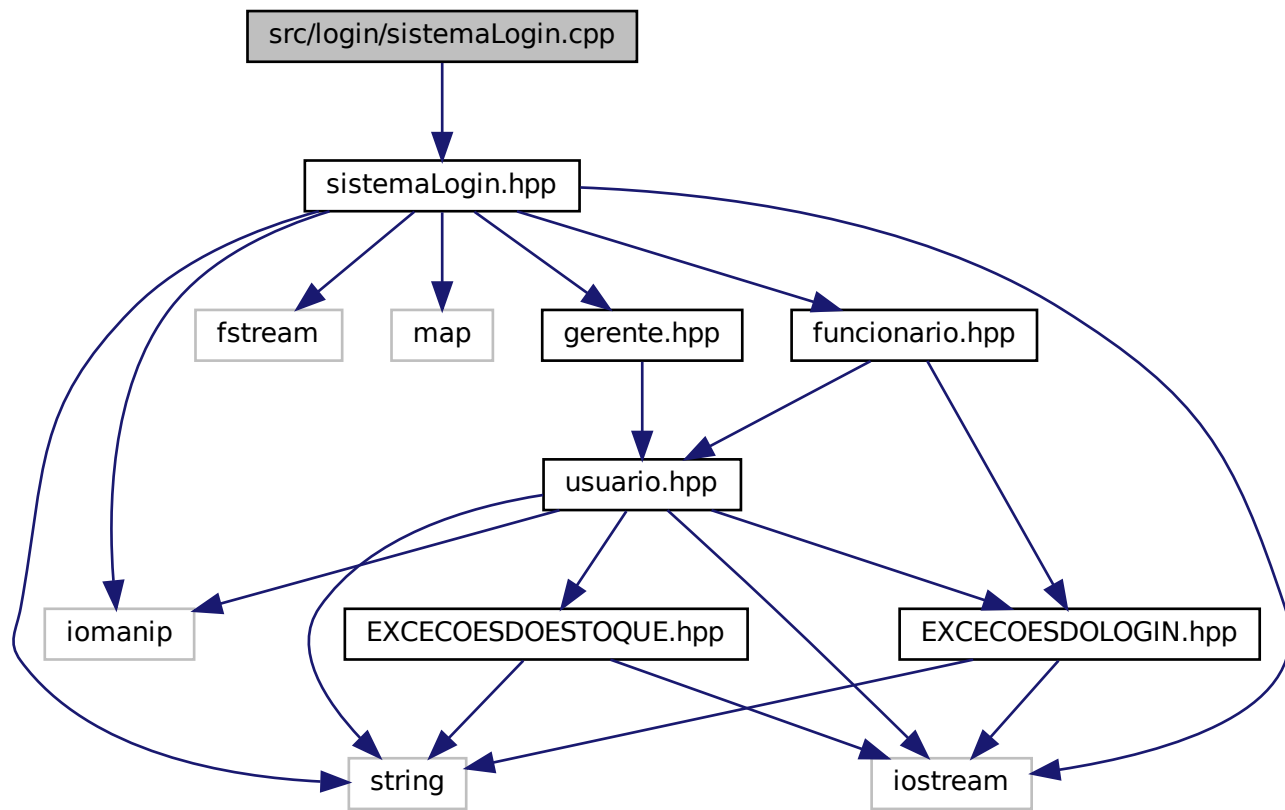 src/login/sistemaLogin.cpp
sistemaLogin.hpp
fstream
map
gerente.hpp
funcionario.hpp
usuario.hpp
iomanip
EXCECOESDOESTOQUE.hpp
EXCECOESDOLOGIN.hpp
string
iostream